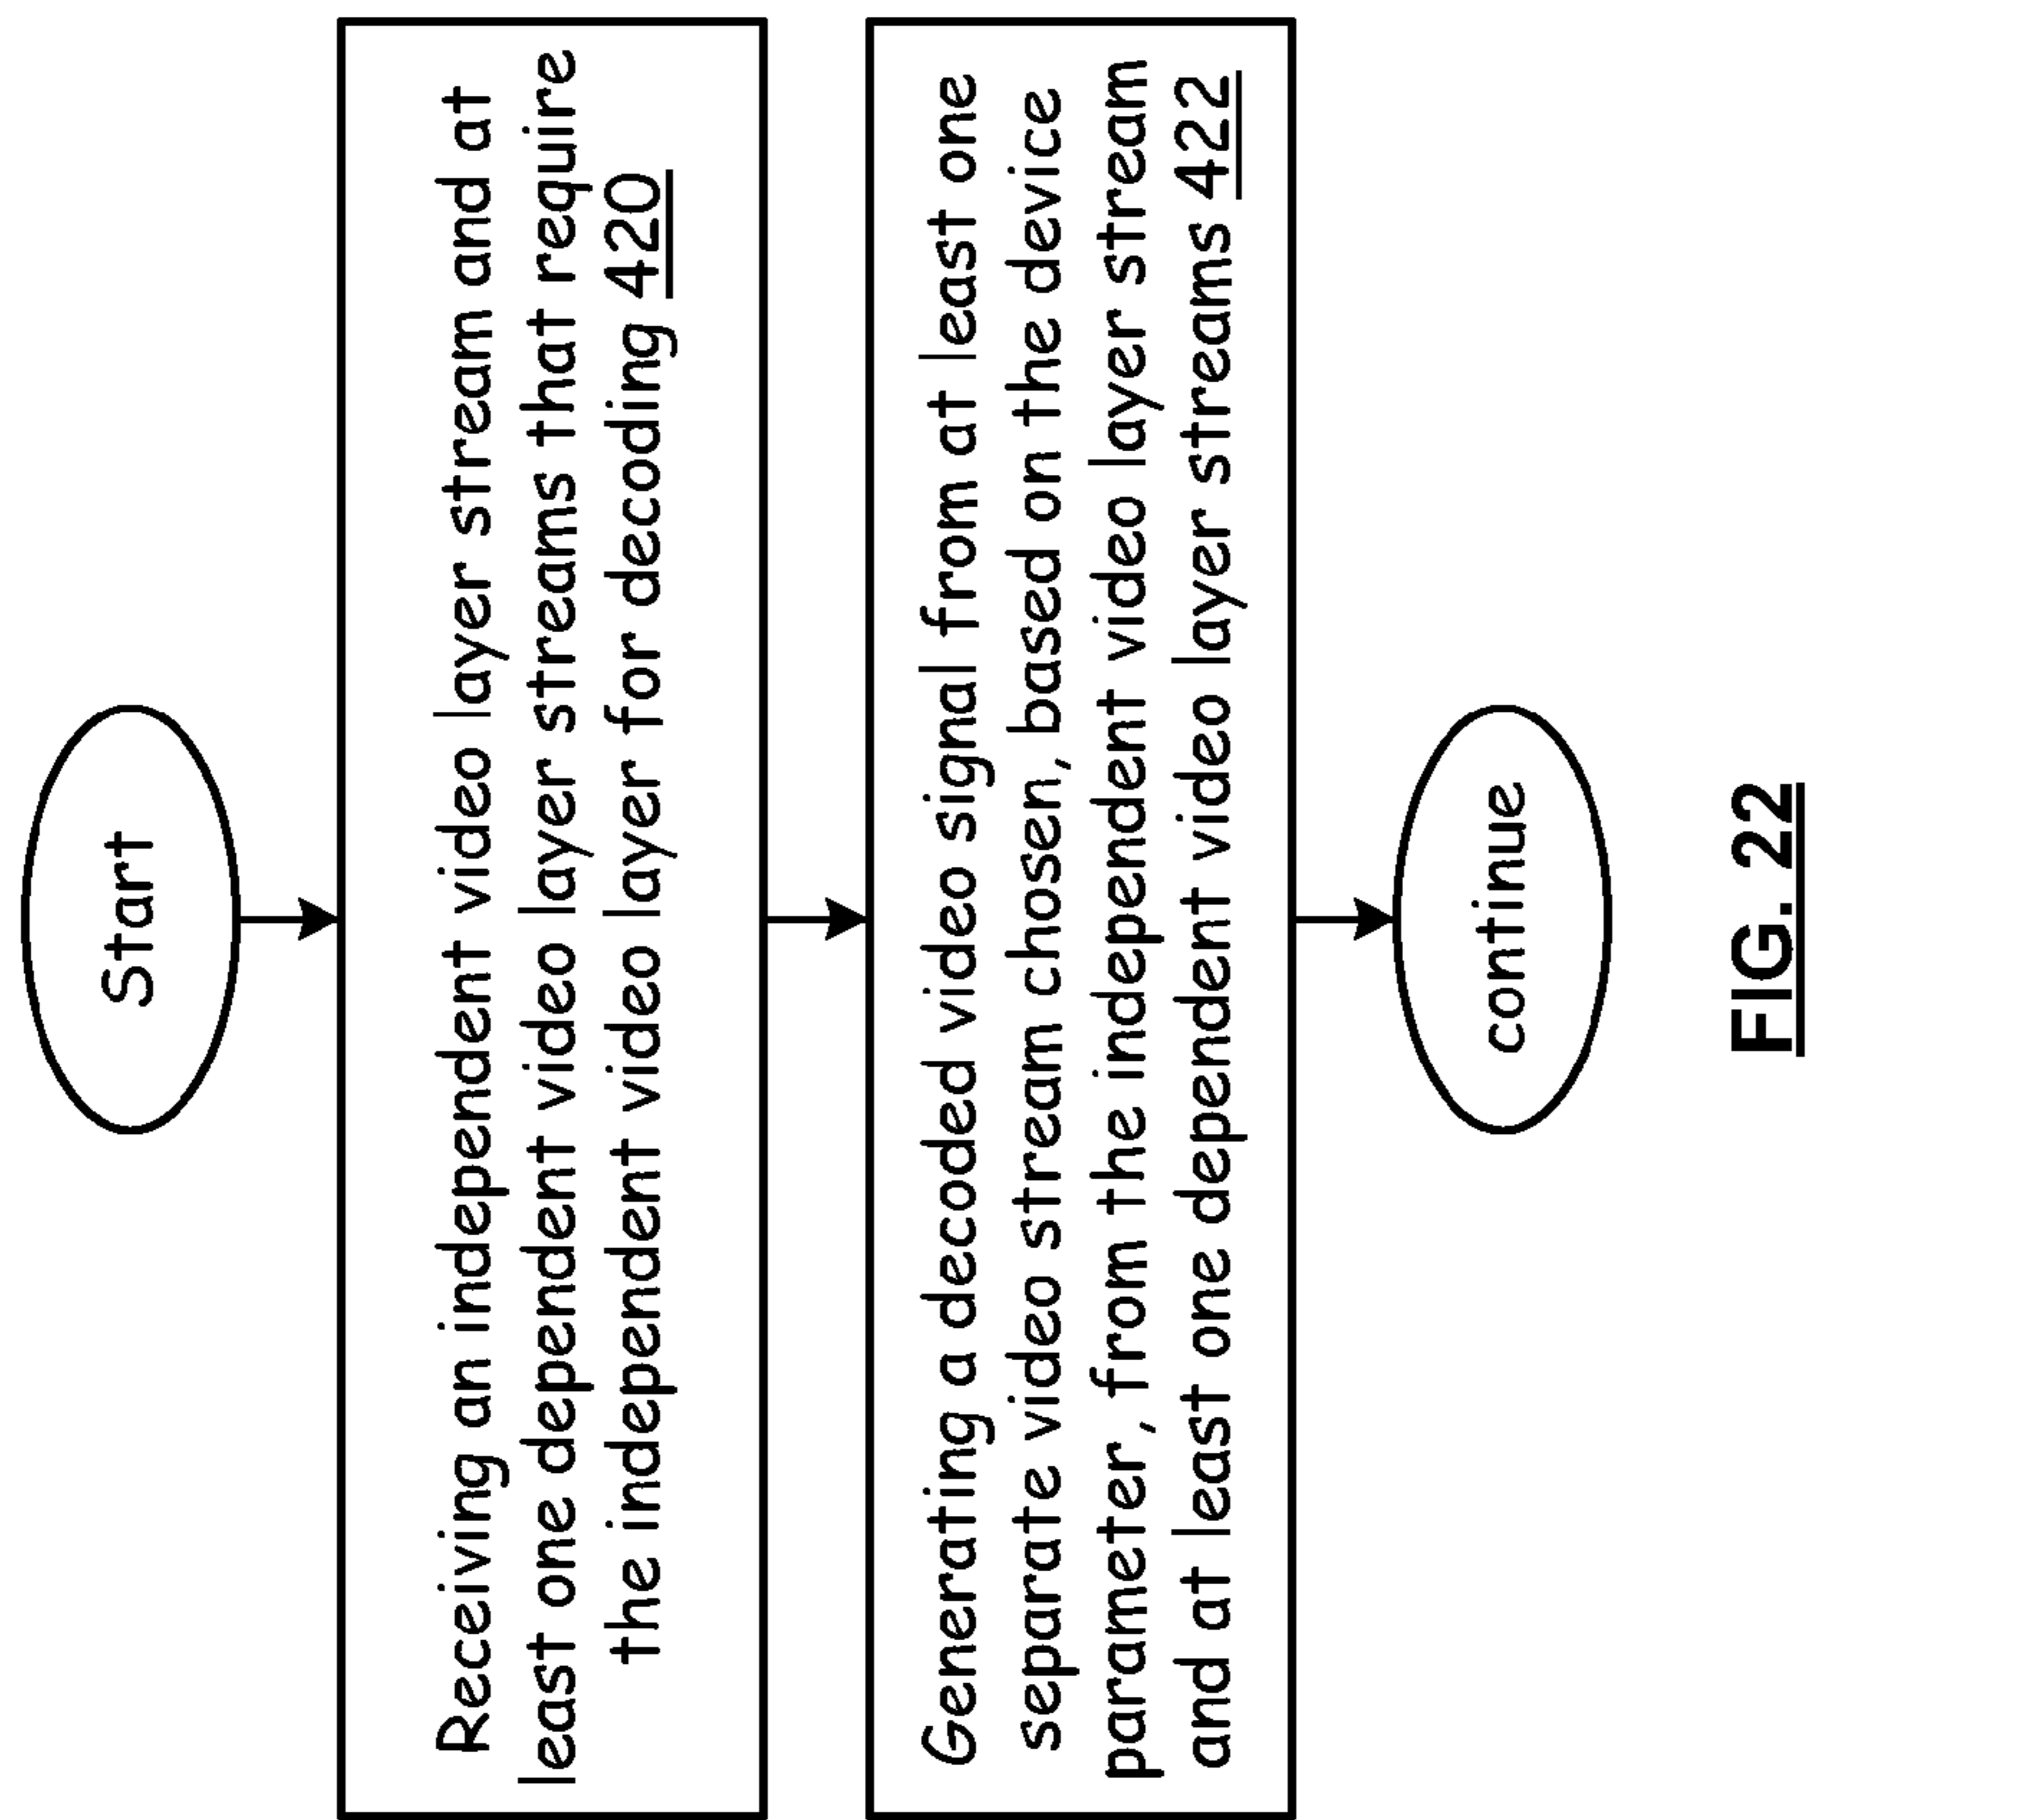 Start
Receiving an independent video layer stream and at
least one dependent video layer streams that require
the independent video layer for decoding 420
Generating a decoded video signal from at least one
separate video stream chosen, based on the device
parameter, from the independent video layer stream
and at least one dependent video layer streams 422
continue
FIG. 22